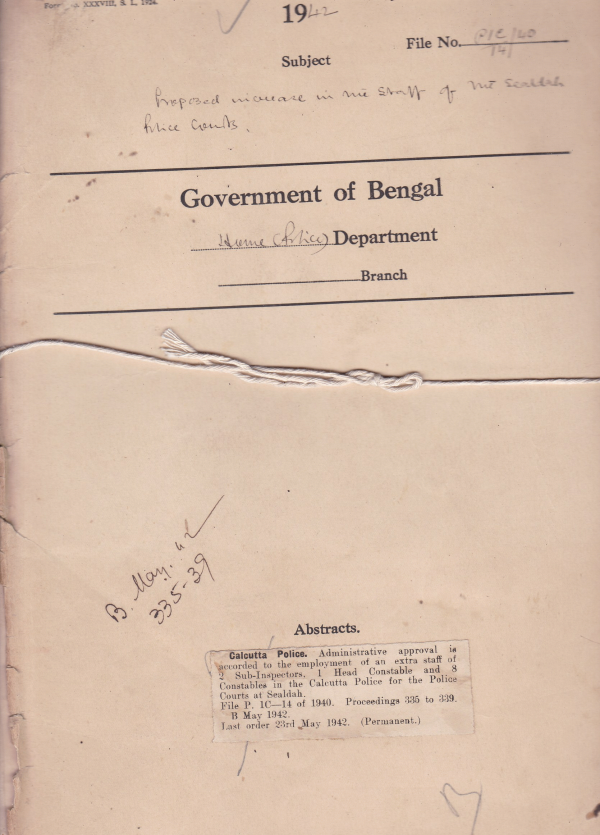 XXXVIII, S. L., 1924.
1942
File No. P1C/40
14
Subject
Proposed increase in the staff of the Sealdah
Police Courts.
Government of Bengal
Home (Police) Department
Branch
B. May. 42
335-39
Abstracts.
Calcutta Police. Administrative approval is
accorded to the employment of an extra staff of
2 Sub-Inspectors, 1 Head Constable and 8
Constables in the Calcutta Police for the Police
Courts at Sealdah.
File P. 1C—14 of 1940. Proceedings 335 to 339.
B May 1942.
Last order 23rd May 1942. (Permanent.)